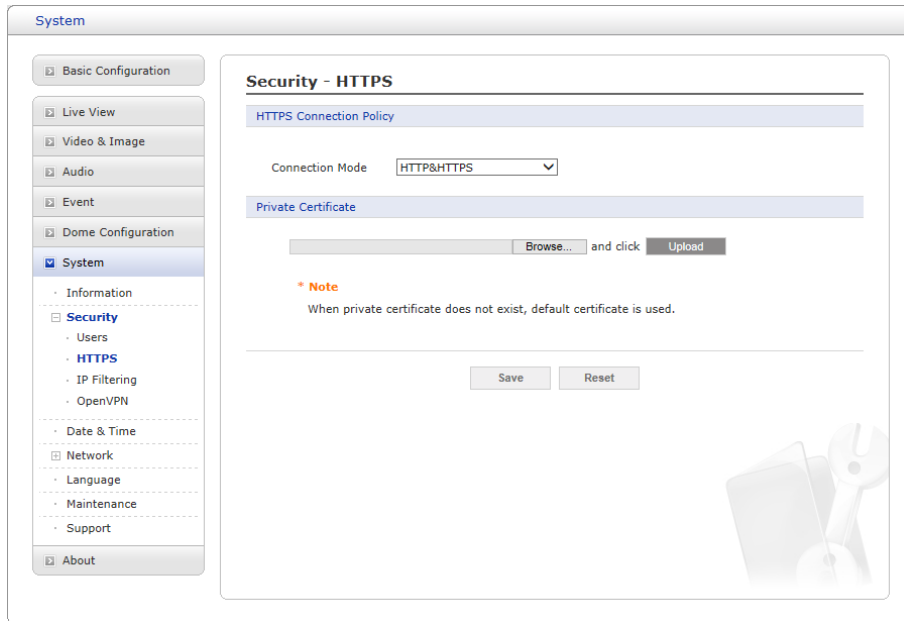 System
Basic Configuration
Live View
Video & Image
Audio
Event
Dome Configuration
System
Information
Security
Users
HTTPS
IP Filtering
OpenVPN
Date & Time
Network
Language
Maintenance
Support
About
Security - HTTPS
HTTPS Connection Policy
Connection Mode HTTP&HTTPS
Private Certificate
Browse... and click Upload
* Note
When private certificate does not exist, default certificate is used.
Save Reset